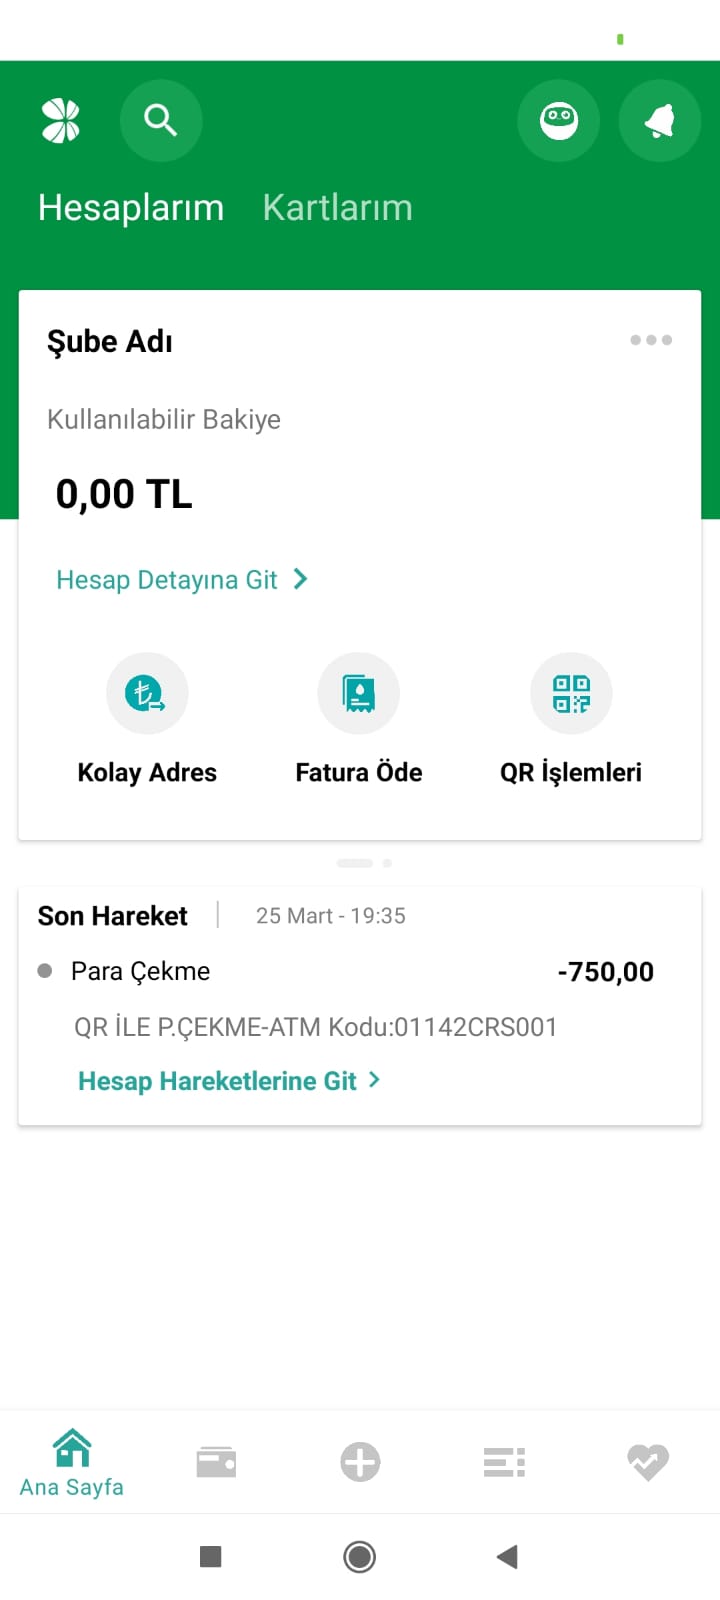 Hesaplarım Kartlarım
Şube Adı
Kullanılabilir Bakiye
0,00 TL
Hesap Detayına Git
Kolay Adres Fatura Öde QR İşlemleri
Son Hareket 25 Mart - 19:35
Para Çekme -750,00
QR İLE P.ÇEKME-ATM Kodu:01142CRS001
Hesap Hareketlerine Git
Ana Sayfa